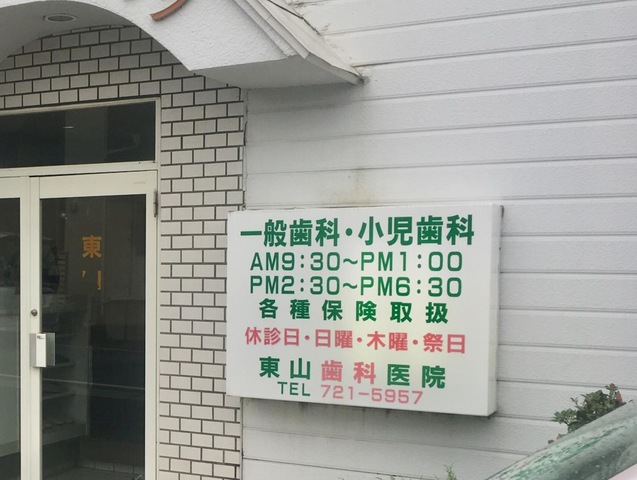 一般歯科・小児歯科
AM9:30～PM1:00
PM2:30～PM6:30
各種保険取扱
休診日・日曜・木曜・祭日
東山歯科医院
TEL 721-5957
東